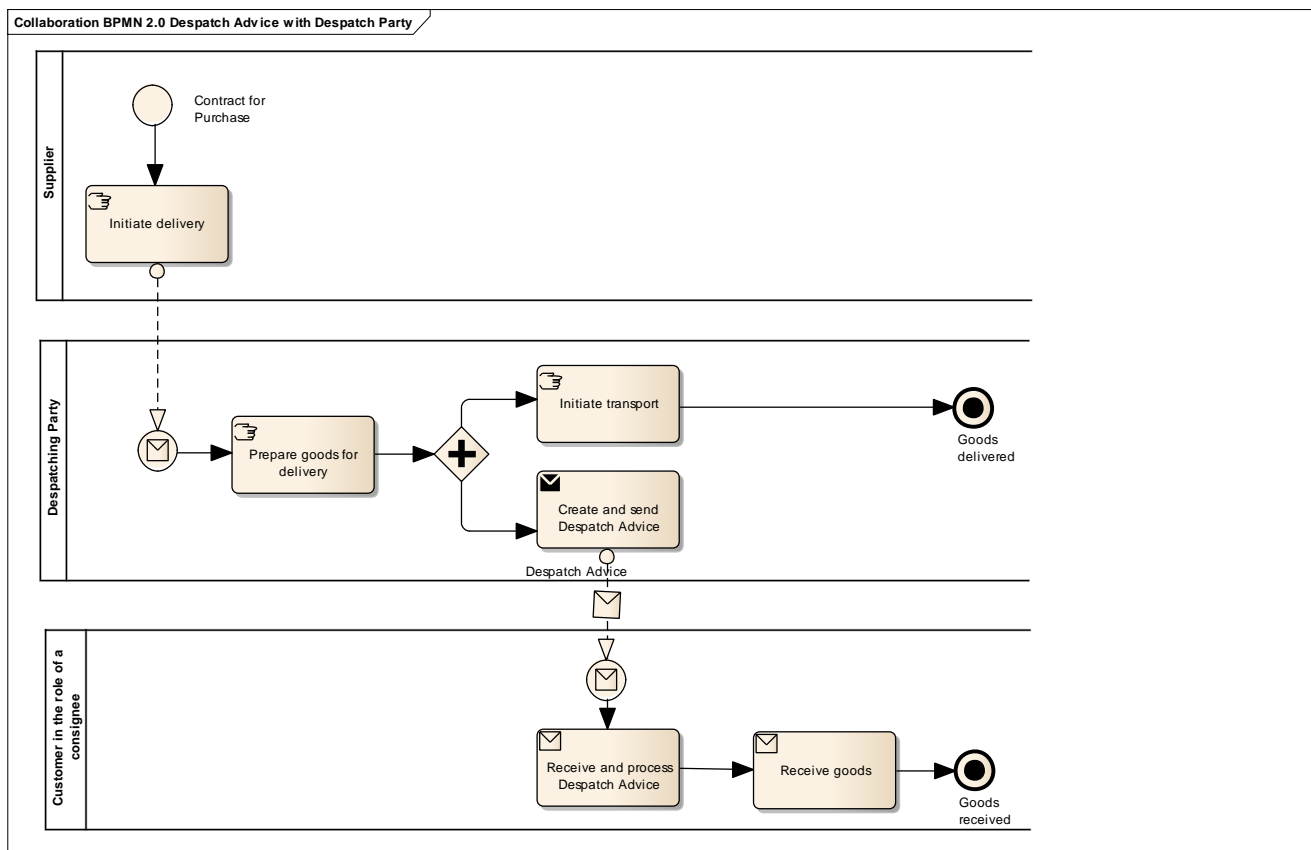 Collaboration BPMN 2.0 Despatch Advice with Despatch Party
Supplier
Contract for
Purchase
Initiate delivery
Despatching Party
Prepare goods for
delivery
Initiate transport
Create and send
Despatch Advice
Goods
delivered
Despatch Advice
Customer in the role of a
consignee
Receive and process
Despatch Advice
Receive goods
Goods
received